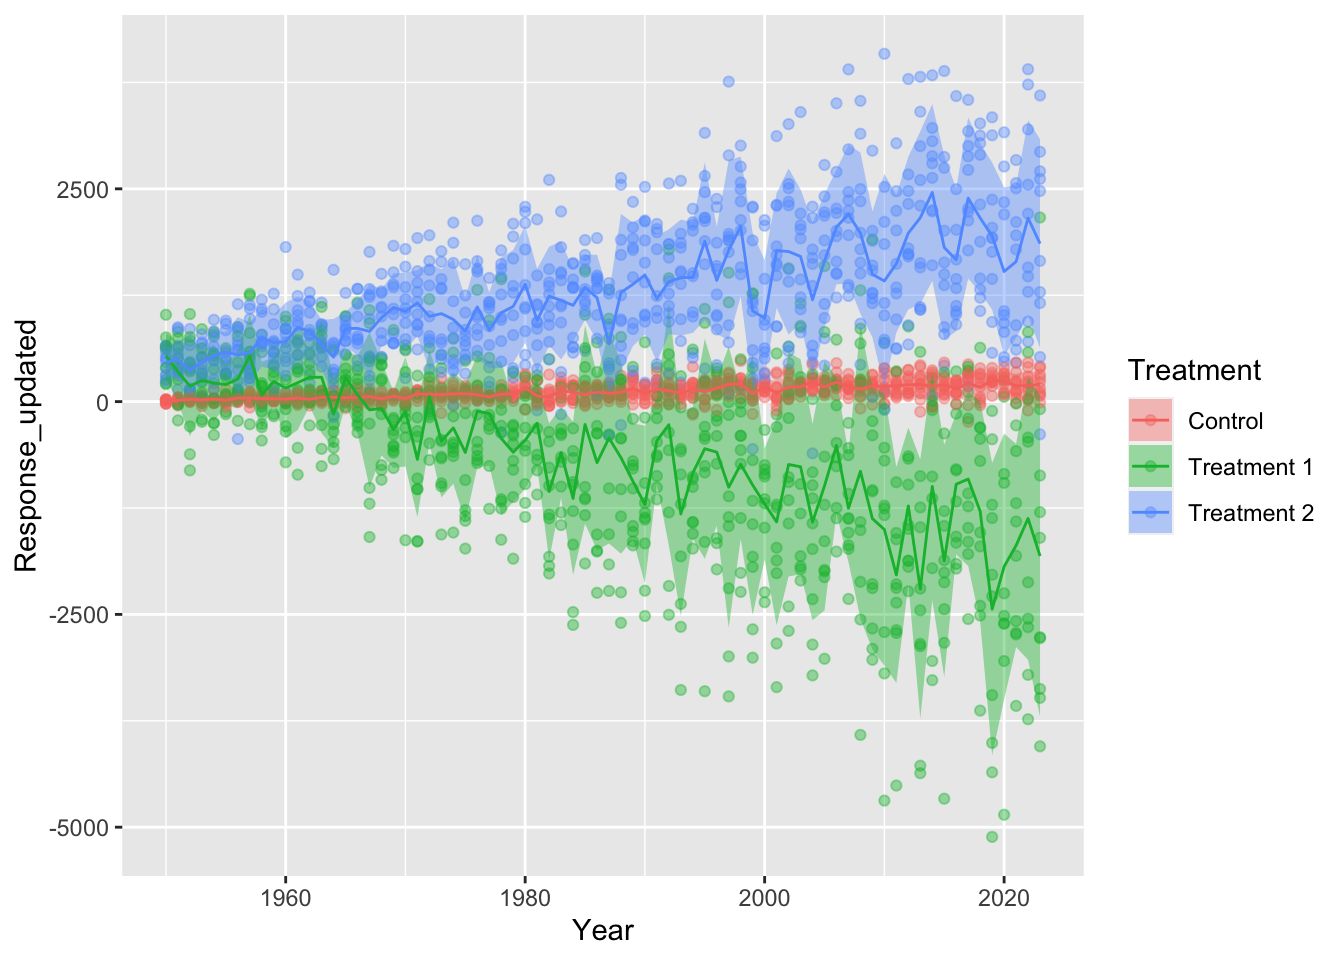 Response_updated
2500
0
-2500
-5000
1960
1980
2000
2020
Year
Treatment
Control
Treatment 1
Treatment 2